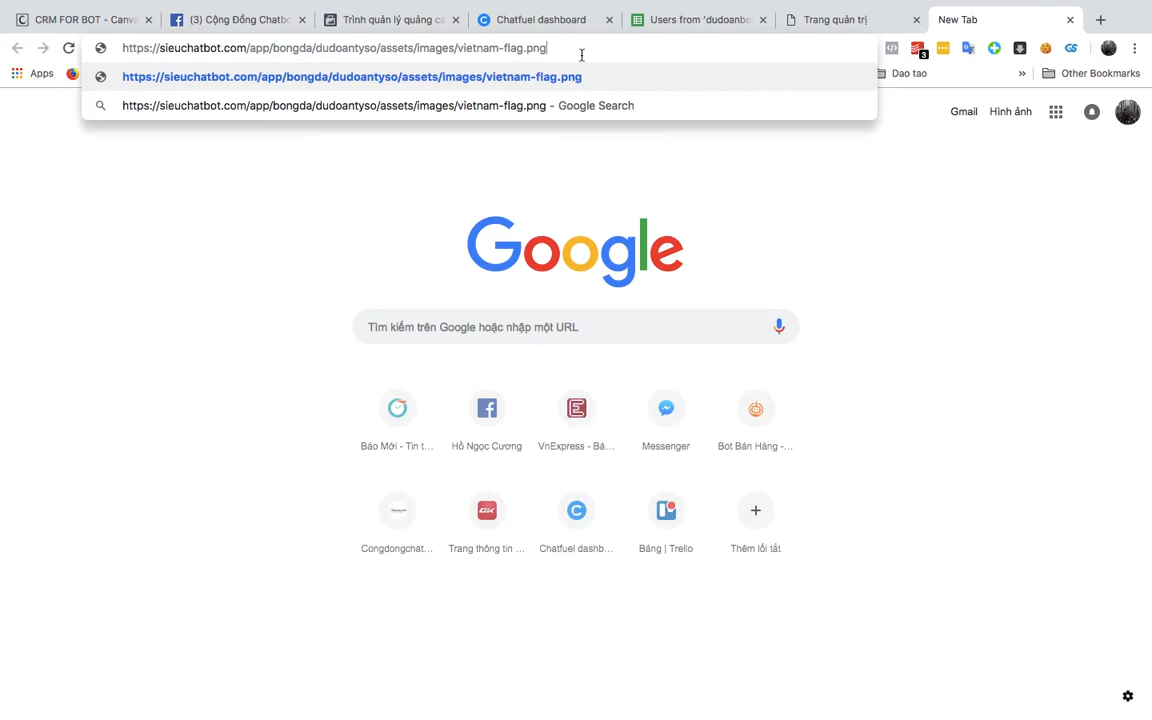 CRM FOR BOT - Canva
(3) Cộng Đồng Chatbo
Trình quản lý quảng cá
Chatfuel dashboard
Users from 'dudoanbo
Trang quản trị
New Tab
https://sieuchatbot.com/app/bongda/dudoantyso/assets/images/vietnam-flag.png
3
Apps
https://sieuchatbot.com/app/bongda/dudoantyso/assets/images/vietnam-flag.png
Dao tao
»
Other Bookmarks
https://sieuchatbot.com/app/bongda/dudoantyso/assets/images/vietnam-flag.png - Google Search
Gmail
Hình ảnh
Google
Tìm kiếm trên Google hoặc nhập một URL
Báo Mới - Tin t...
Hồ Ngọc Cương
VnExpress - Bá...
Messenger
Bot Bán Hàng -...
Congdongchat...
Trang thông tin ...
Chatfuel dashb...
Bảng | Trello
Thêm lối tắt